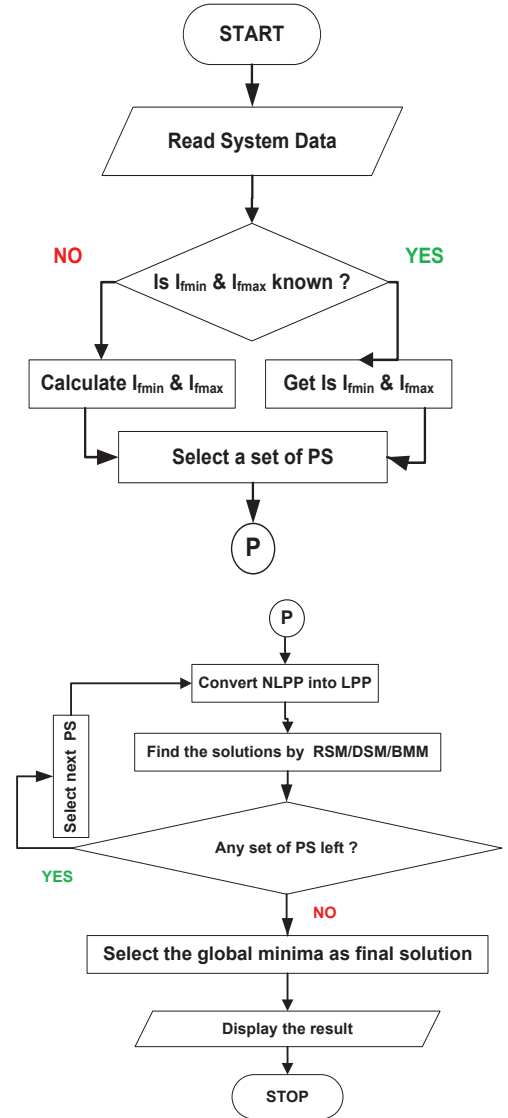 START
Read System Data
NO
YES
Is Ifmin & Ifmax known ?
Calculate Ifmin & Ifmax
Get Is Ifmin & Ifmax
Select a set of PS
P
P
Convert NLPP into LPP
Select next PS
Find the solutions by RSM/DSM/BMM
Any set of PS left ?
YES
NO
Select the global minima as final solution
Display the result
STOP